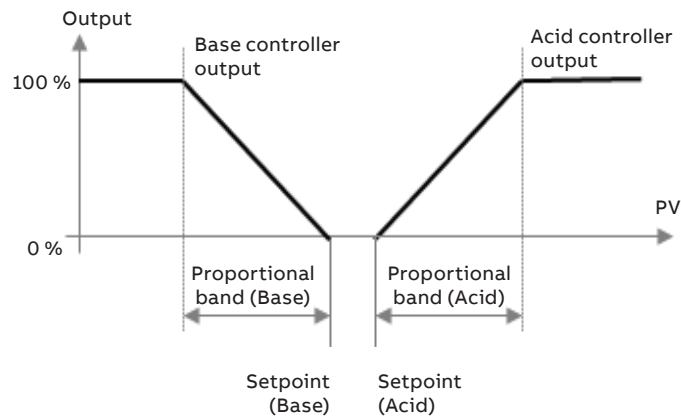 Output
Base controller
output
Acid controller
output
100 %
PV
0 %
Proportional
band (Base)
Proportional
band (Acid)
Setpoint
(Base)
Setpoint
(Acid)